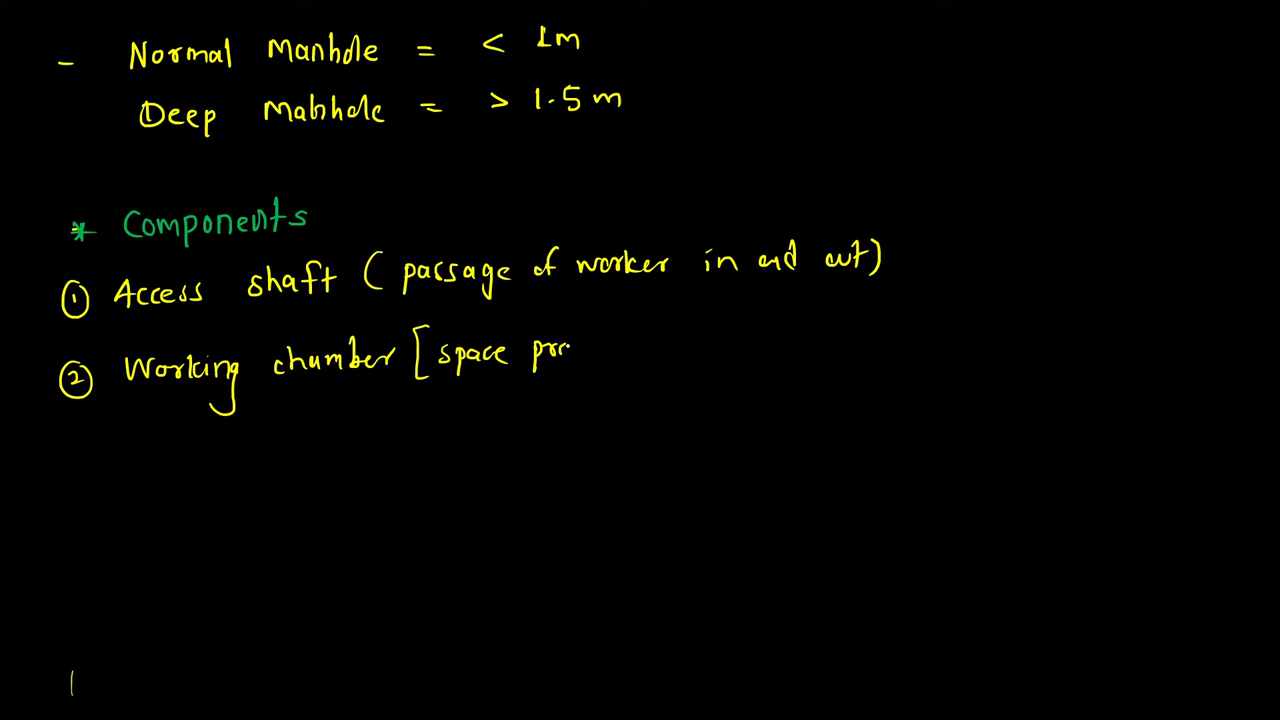 - Normal Manhole = < 1m
Deep Mabhole = > 1.5 m
* Components
① Access shaft ( passage of worker in and out)
② Working chamber [space pro